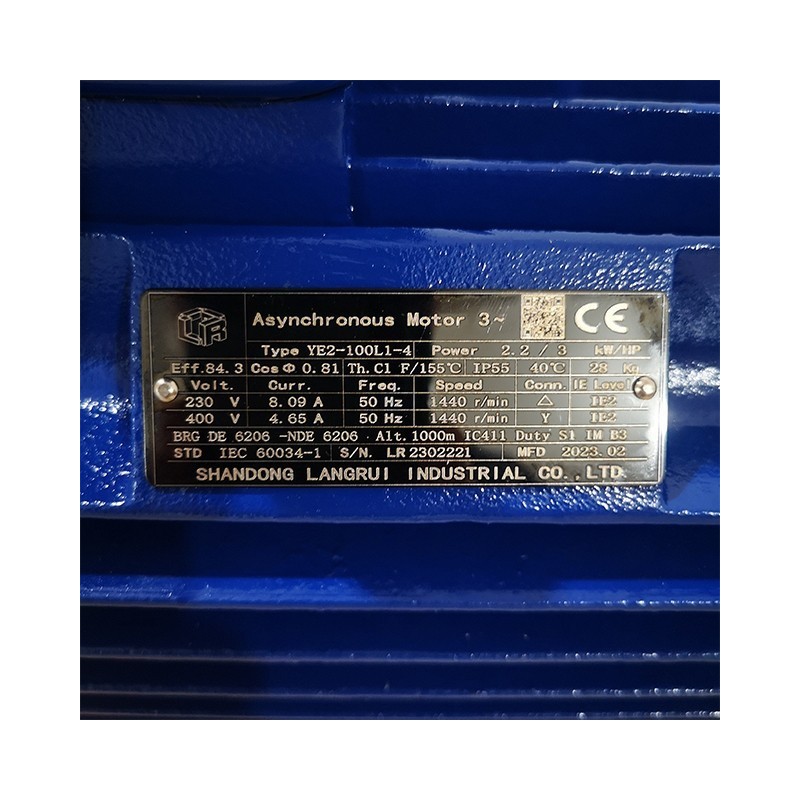 LR
Asynchronous Motor 3~ CE
Type YE2-100L1-4 Power 2.2 / 3 kW/HP
Eff.84.3 CosΦ 0.81 Th.Cl F/155℃ IP55 40℃ 28 Kg
Volt. Curr. Freq. Speed Conn. IE Level
230 V 8.09 A 50 Hz 1440 r/min △ IE2
400 V 4.65 A 50 Hz 1440 r/min Y IE2
BRG DE 6206 -NDE 6206 Alt.1000m IC411 Duty S1 IM B3
STD IEC 60034-1 S/N. LR2302221 MFD 2023.02
SHANDONG LANGRUI INDUSTRIAL CO.,LTD.